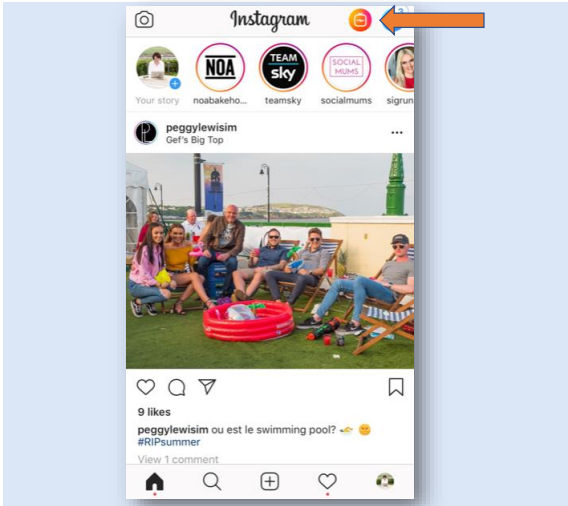 Instagram
NOA
TEAM
sky
SOCIAL
MUMS
Your story noabakeho... teamsky socialmums sigrun
peggylewisim
Gef's Big Top
9 likes
peggylewisim ou est le swimming pool?
#RIPsummer
View 1 comment